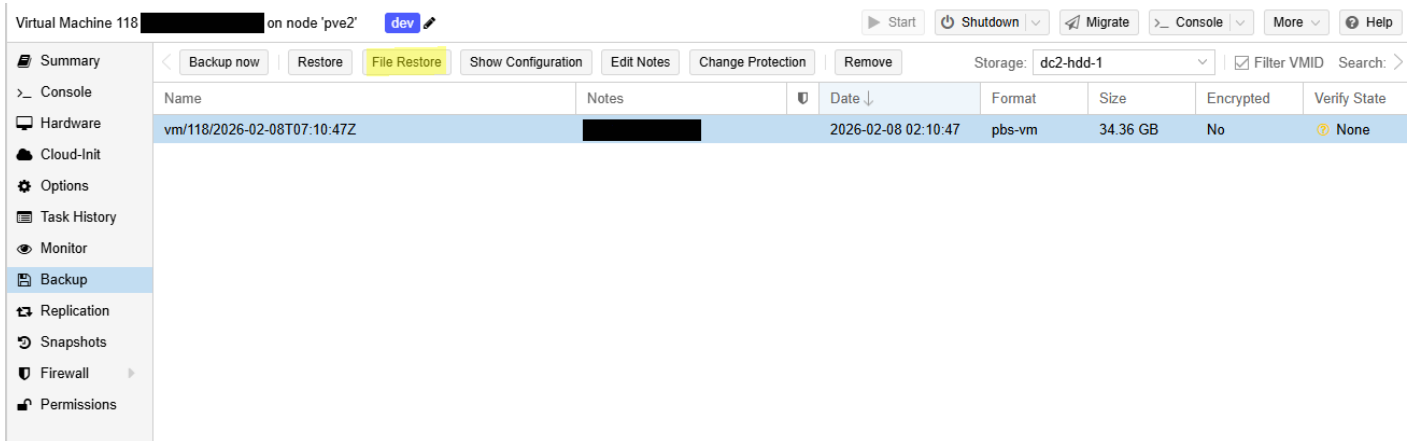 Virtual Machine 118 on node 'pve2' dev Start Shutdown Migrate >_ Console More Help
Summary
Console
Hardware
Cloud-Init
Options
Task History
Monitor
Backup
Replication
Snapshots
Firewall
Permissions
Backup now Restore File Restore Show Configuration Edit Notes Change Protection Remove Storage: dc2-hdd-1 Filter VMID Search:
Name Notes Date Format Size Encrypted Verify State
vm/118/2026-02-08T07:10:47Z 2026-02-08 02:10:47 pbs-vm 34.36 GB No None